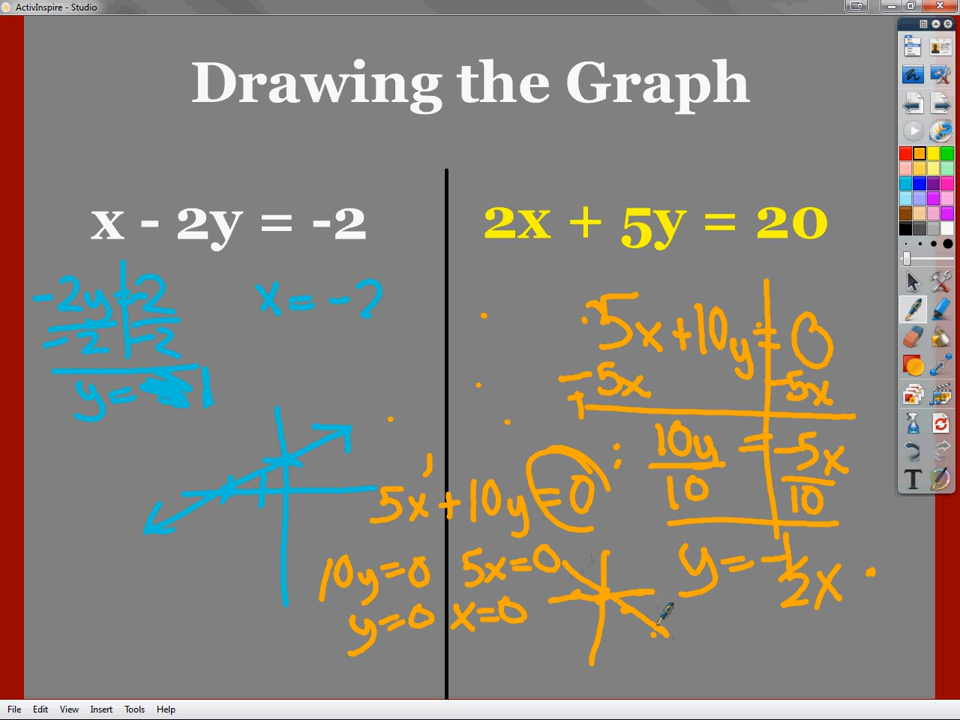 ActivInspire - Studio
Drawing the Graph
x - 2y = -2
-2y = -2
-2 -2
y = 1
x = -2
2x + 5y = 20
5x + 10y = 0
-5x -5x
10y = -5x
10 10
y = -1/2x
5x + 10y = 0
10y = 0 5x = 0
y = 0 x = 0
File Edit View Insert Tools Help